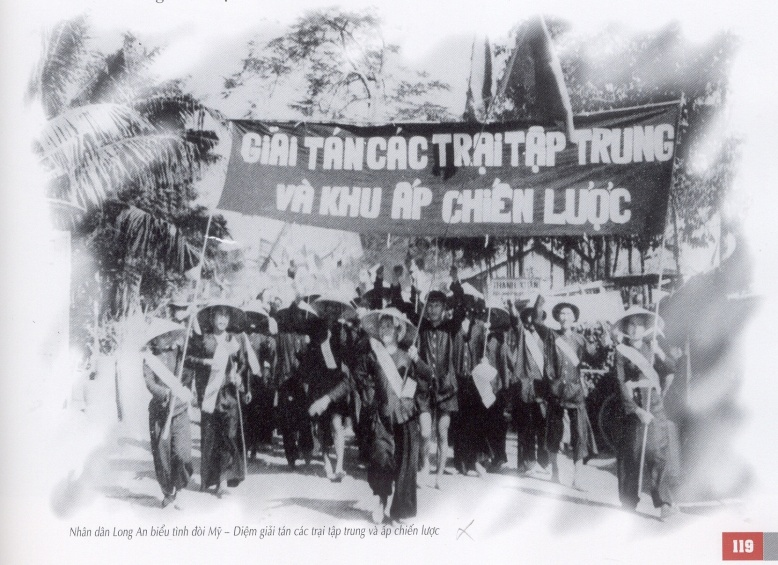 GIẢI TÁN CÁC TRẠI TẬP TRUNG
VÀ KHU ẤP CHIẾN LƯỢC
Nhân dân Long An biểu tình đòi Mỹ – Diệm giải tán các trại tập trung và ấp chiến lược
119